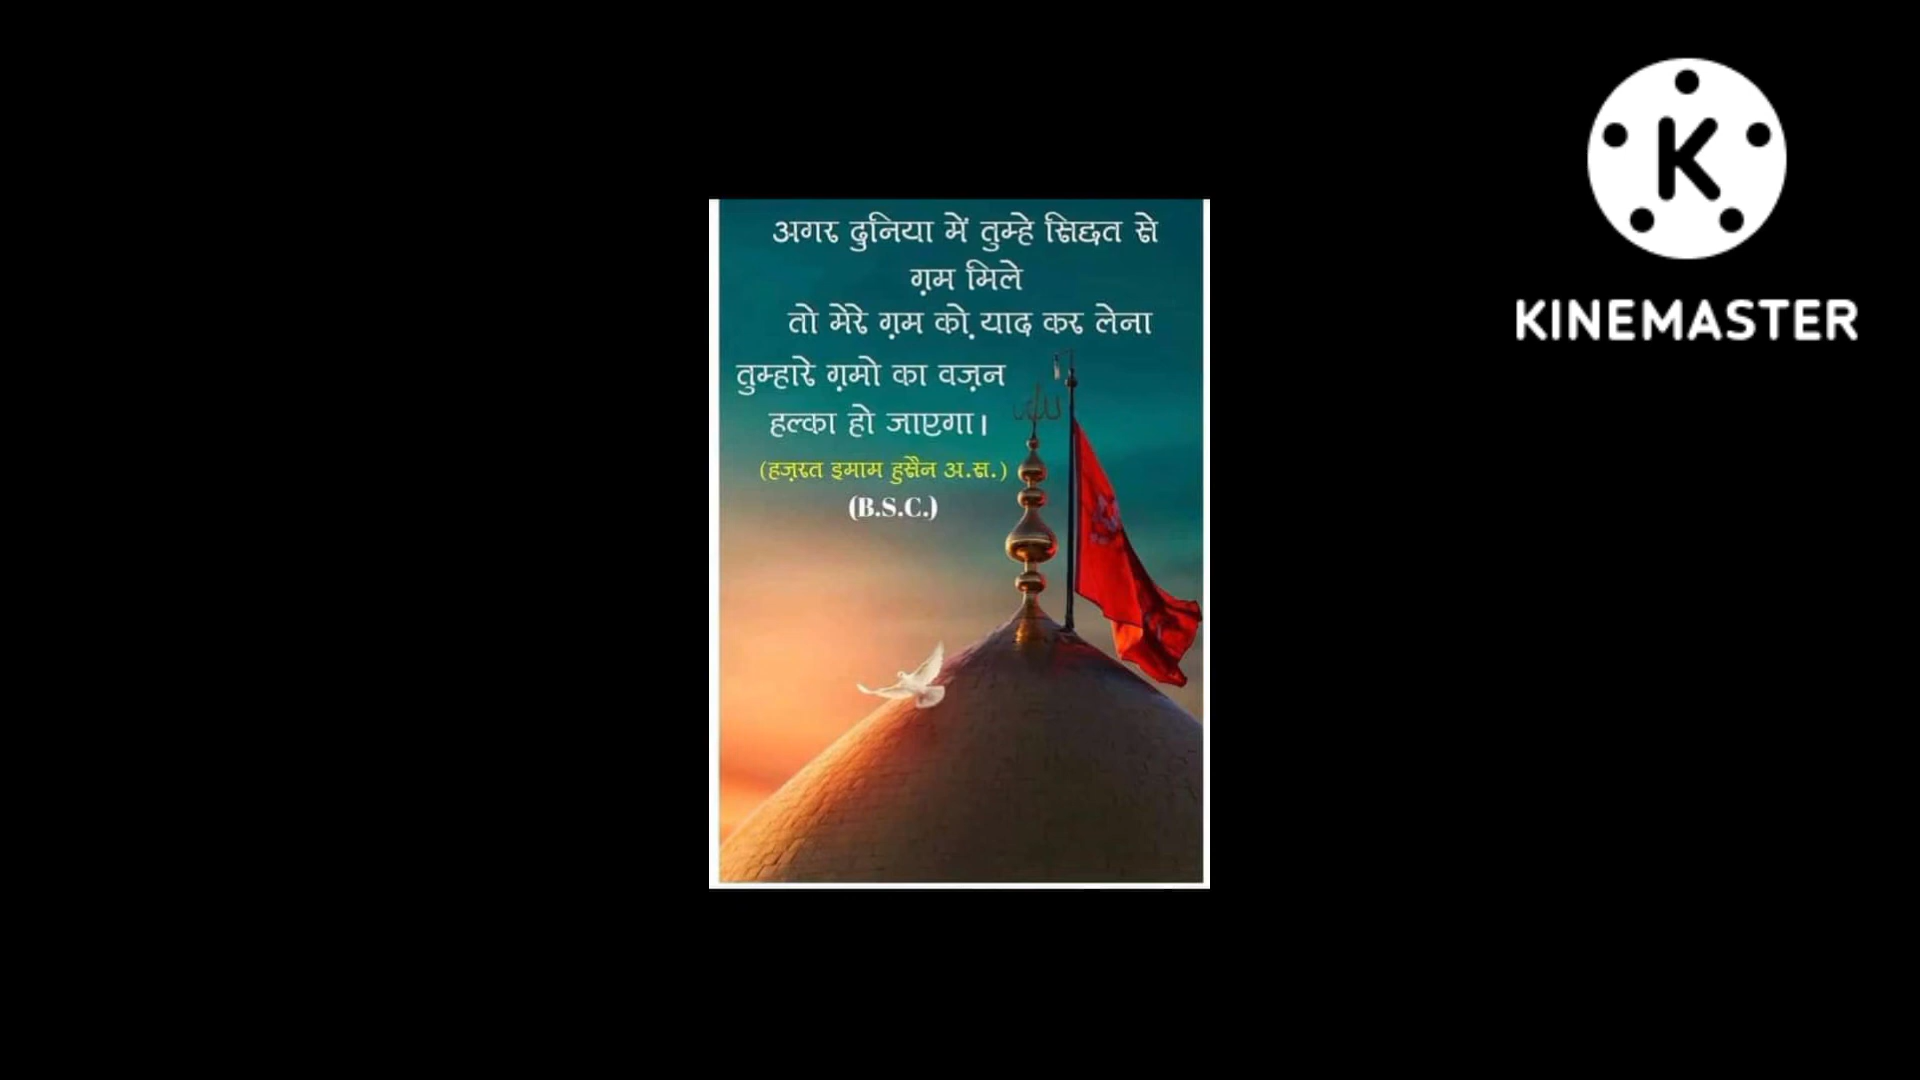 अगर दुनिया में तुम्हे सिद्दत से
ग़म मिले
तो मेरे ग़म को़ याद कर लेना
तुम्हारे ग़मो का वज़न
हल्का हो जाएगा।
(हज़रत इमाम हुसैन अ.स.)
(B.S.C.)
K
KINEMASTER